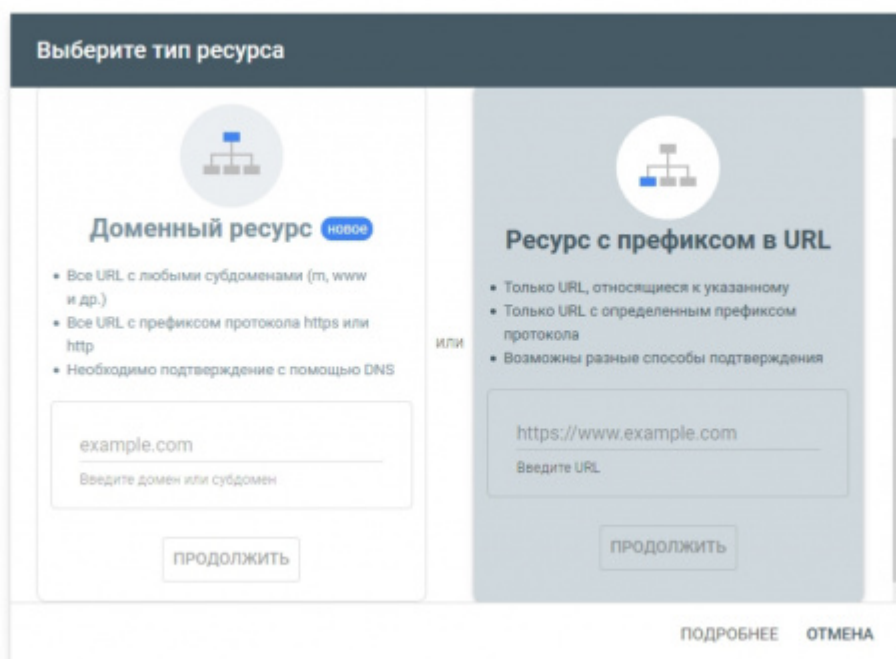 Выберите тип ресурса
Доменный ресурс новое
• Все URL с любыми субдоменами (m, www
и др.)
• Все URL с префиксом протокола https или
http
• Необходимо подтверждение с помощью DNS
example.com
Введите домен или субдомен
ПРОДОЛЖИТЬ
или
Ресурс с префиксом в URL
• Только URL, относящиеся к указанному
• Только URL с определенным префиксом
протокола
• Возможны разные способы подтверждения
https://www.example.com
Введите URL
ПРОДОЛЖИТЬ
ПОДРОБНЕЕ ОТМЕНА